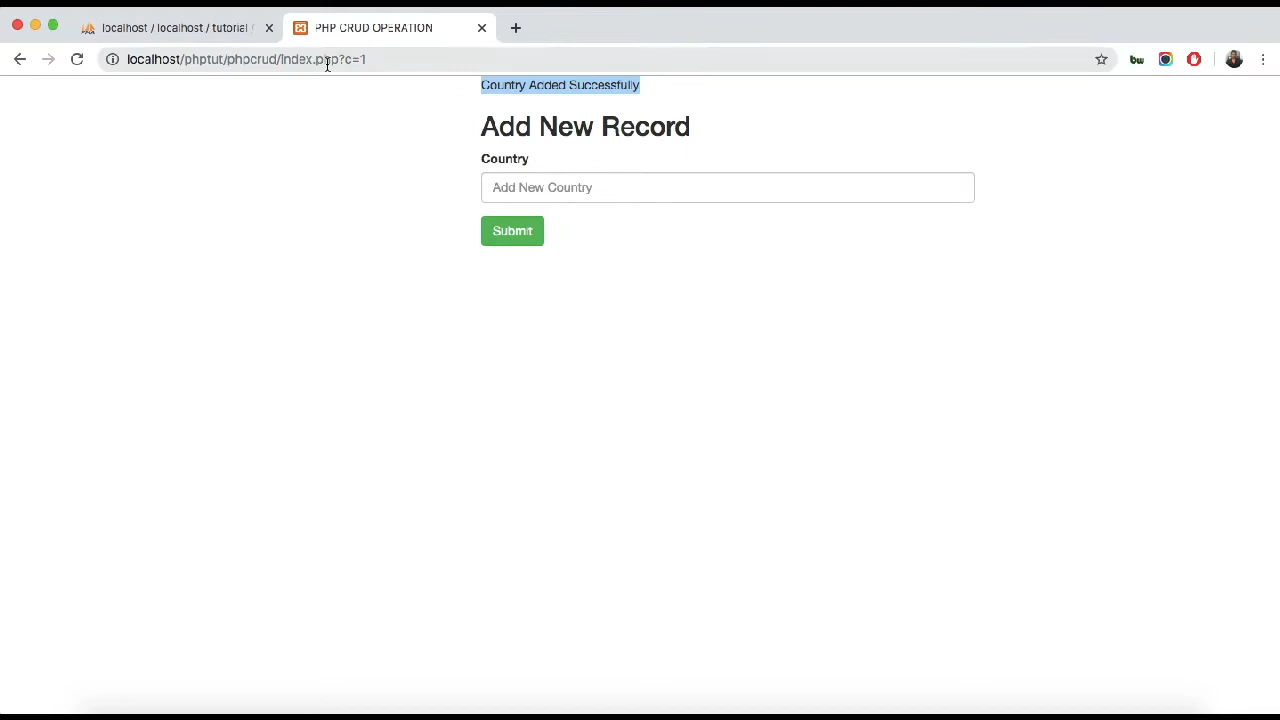 localhost / localhost / tutorial /
PHP CRUD OPERATION
localhost/phptut/phpcrud/index.php?c=1
bw
Country Added Successfully
Add New Record
Country
Add New Country
Submit